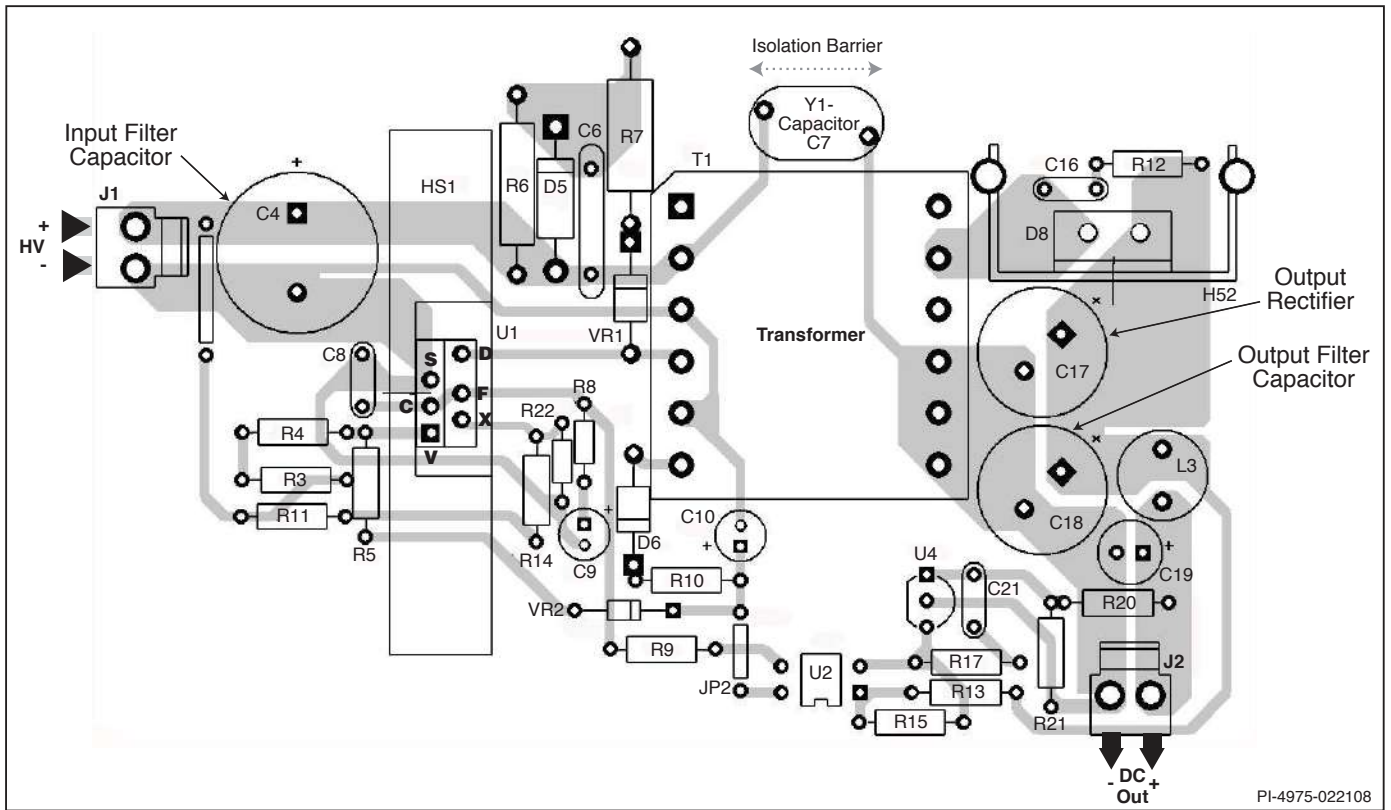 Isolation Barrier
Y1-
Capacitor
C7
Input Filter
Capacitor
+
J1
HS1
R6
D5
C6
R7
T1
C16
R12
C4
+
HV
-
D8
Output
Rectifier
H52
VR1
Transformer
U1
C8
S
D
C
F
X
V
R8
R22
C17
Output Filter
Capacitor
R4
R3
R11
R5
R14
C9
+
D6
C10
+
C18
L3
C19
+
U4
C21
R10
VR2
R20
R9
JP2
U2
R17
R13
R15
R21
J2
- DC +
Out
PI-4975-022108